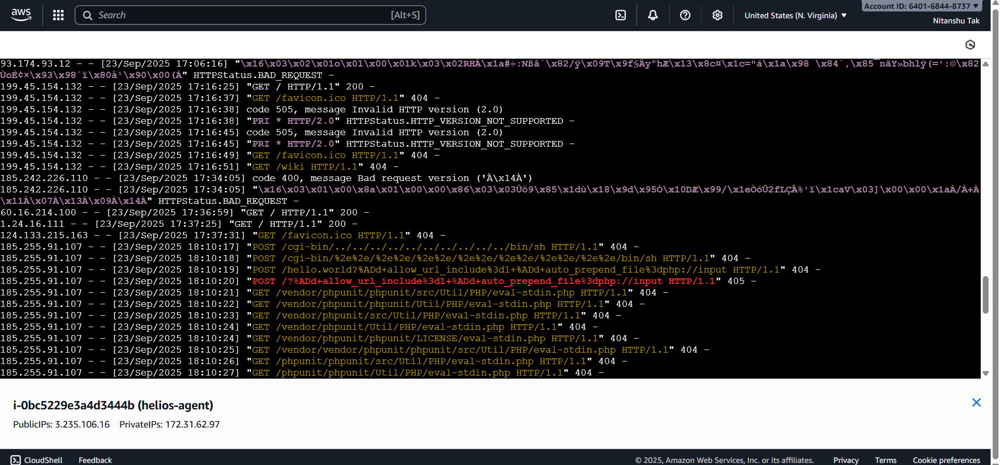 aws
Search
[Alt+S]
United States (N. Virginia) ▼
Account ID: 6401-6844-8737 ▼
Nitanshu Tak
93.174.93.12 - - [23/Sep/2025 17:06:16] "\x16\x03\x02\x01o\x01\x00\x01k\x03\x02RHÅ\x1a#÷:Nßâ´\x82/ÿ\x09T\x9f§Äy°hÆ\x13\x8c¤\x1c="á\x1a\x98 \x84´,\x85¯nãY»bhlÿ(=':©\x82
ÙoÈ¢×\x93\x98´ï\x80å¹\x90\x00(À" HTTPStatus.BAD_REQUEST -
199.45.154.132 - - [23/Sep/2025 17:16:25] "GET / HTTP/1.1" 200 -
199.45.154.132 - - [23/Sep/2025 17:16:37] "GET /favicon.ico HTTP/1.1" 404 -
199.45.154.132 - - [23/Sep/2025 17:16:38] code 505, message Invalid HTTP version (2.0)
199.45.154.132 - - [23/Sep/2025 17:16:38] "PRI * HTTP/2.0" HTTPStatus.HTTP_VERSION_NOT_SUPPORTED -
199.45.154.132 - - [23/Sep/2025 17:16:45] code 505, message Invalid HTTP version (2.0)
199.45.154.132 - - [23/Sep/2025 17:16:45] "PRI * HTTP/2.0" HTTPStatus.HTTP_VERSION_NOT_SUPPORTED -
199.45.154.132 - - [23/Sep/2025 17:16:49] "GET /favicon.ico HTTP/1.1" 404 -
199.45.154.132 - - [23/Sep/2025 17:16:51] "GET /wiki HTTP/1.1" 404 -
185.242.226.110 - - [23/Sep/2025 17:34:05] code 400, message Bad request version ('À\x14À')
185.242.226.110 - - [23/Sep/2025 17:34:05] "\x16\x03\x01\x00\x8a\x01\x00\x00\x86\x03\x03Ûö9\x85\x1dù\x18\x9d\x95Ò\x10DÆ\x99/\x1eÒóÛ2fLÇÂ%'ï\x1caV\x03]\x00\x00\x1aÀ/À+À
\x11À\x07À\x13À\x09À\x14À" HTTPStatus.BAD_REQUEST -
60.16.214.100 - - [23/Sep/2025 17:36:59] "GET / HTTP/1.1" 200 -
1.24.16.111 - - [23/Sep/2025 17:37:25] "GET / HTTP/1.1" 200 -
124.133.215.163 - - [23/Sep/2025 17:37:31] "GET /favicon.ico HTTP/1.1" 404 -
185.255.91.107 - - [23/Sep/2025 18:10:17] "POST /cgi-bin/../../../../../../../../../../bin/sh HTTP/1.1" 404 -
185.255.91.107 - - [23/Sep/2025 18:10:18] "POST /cgi-bin/%2e%2e/%2e%2e/%2e%2e/%2e%2e/%2e%2e/%2e%2e/%2e%2e/bin/sh HTTP/1.1" 404 -
185.255.91.107 - - [23/Sep/2025 18:10:19] "POST /hello.world?%ADd+allow_url_include%3d1+%ADd+auto_prepend_file%3dphp://input HTTP/1.1" 404 -
185.255.91.107 - - [23/Sep/2025 18:10:20] "POST /?%ADd+allow_url_include%3d1+%ADd+auto_prepend_file%3dphp://input HTTP/1.1" 405 -
185.255.91.107 - - [23/Sep/2025 18:10:21] "GET /vendor/phpunit/phpunit/src/Util/PHP/eval-stdin.php HTTP/1.1" 404 -
185.255.91.107 - - [23/Sep/2025 18:10:22] "GET /vendor/phpunit/phpunit/Util/PHP/eval-stdin.php HTTP/1.1" 404 -
185.255.91.107 - - [23/Sep/2025 18:10:23] "GET /vendor/phpunit/src/Util/PHP/eval-stdin.php HTTP/1.1" 404 -
185.255.91.107 - - [23/Sep/2025 18:10:24] "GET /vendor/phpunit/Util/PHP/eval-stdin.php HTTP/1.1" 404 -
185.255.91.107 - - [23/Sep/2025 18:10:24] "GET /vendor/phpunit/phpunit/LICENSE/eval-stdin.php HTTP/1.1" 404 -
185.255.91.107 - - [23/Sep/2025 18:10:25] "GET /vendor/vendor/phpunit/phpunit/src/Util/PHP/eval-stdin.php HTTP/1.1" 404 -
185.255.91.107 - - [23/Sep/2025 18:10:26] "GET /phpunit/phpunit/src/Util/PHP/eval-stdin.php HTTP/1.1" 404 -
185.255.91.107 - - [23/Sep/2025 18:10:27] "GET /phpunit/phpunit/Util/PHP/eval-stdin.php HTTP/1.1" 404 -
i-0bc5229e3a4d3444b (helios-agent)
PublicIPs: 3.235.106.16 PrivateIPs: 172.31.62.97
CloudShell Feedback © 2025, Amazon Web Services, Inc. or its affiliates. Privacy Terms Cookie preferences